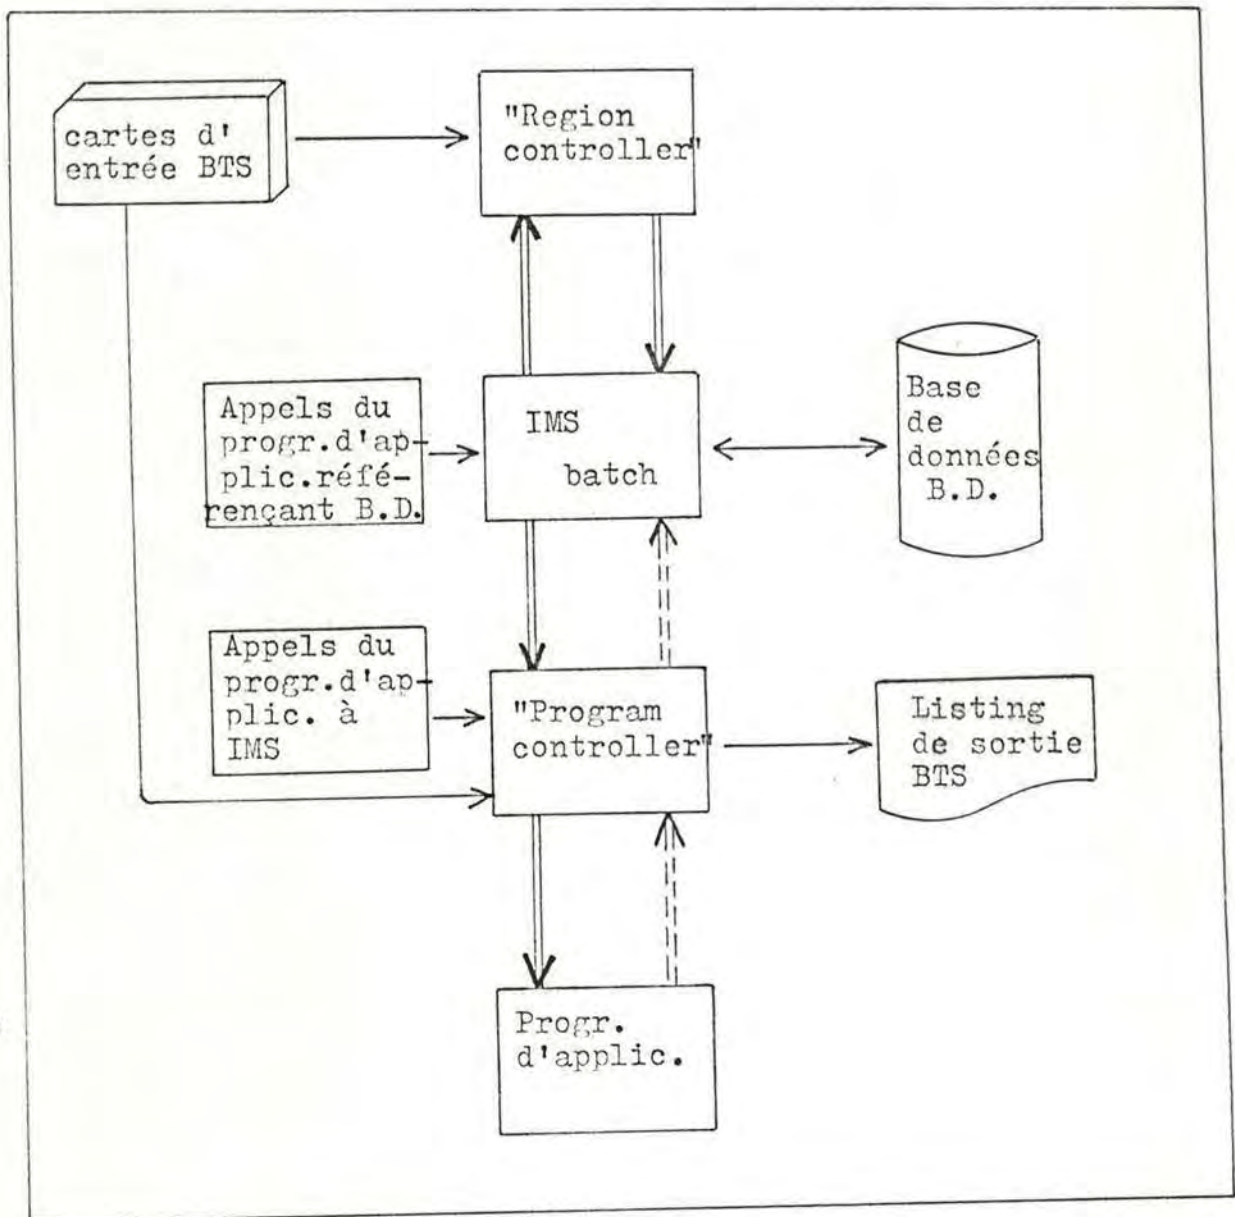 cartes d'
entrée BTS
"Region
controller"
Appels du
progr.d'ap-
plic.réfé-
rençant B.D.
IMS
batch
Base
de
données
B.D.
Appels du
progr.d'ap-
plic. à
IMS
"Program
controller"
Listing
de sortie
BTS
Progr.
d'applic.